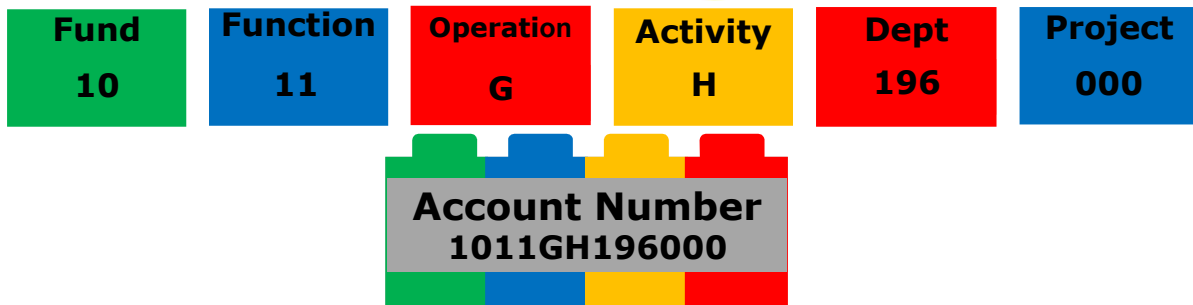 Fund Function Operation Activity Dept Project
10 11 G H 196 000
Account Number
1011GH196000